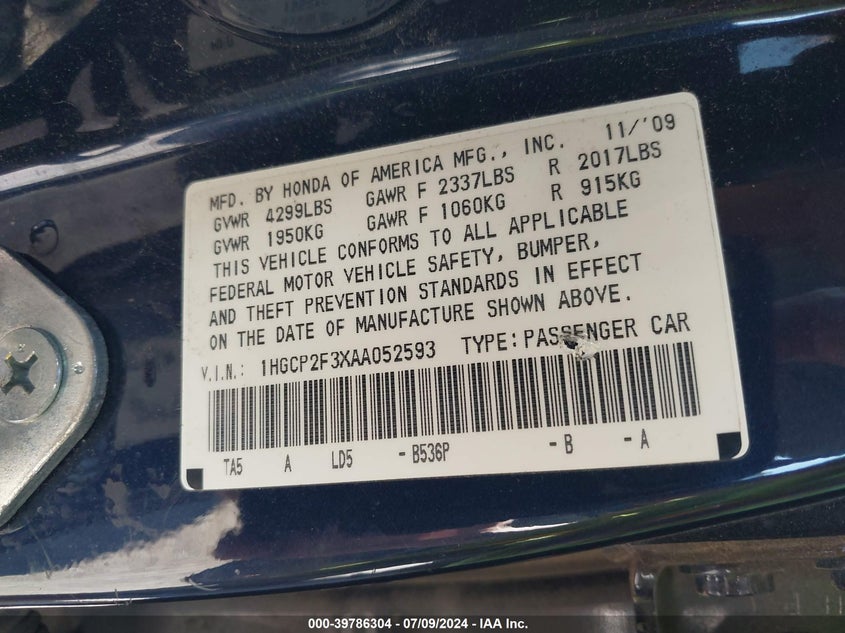 MFD. BY HONDA OF AMERICA MFG., INC. 11/'09
GVWR 4299LBS GAWR F 2337LBS R 2017LBS
GVWR 1950KG GAWR F 1060KG R 915KG
THIS VEHICLE CONFORMS TO ALL APPLICABLE
FEDERAL MOTOR VEHICLE SAFETY, BUMPER,
AND THEFT PREVENTION STANDARDS IN EFFECT
ON THE DATE OF MANUFACTURE SHOWN ABOVE.
V.I.N.: 1HGCP2F3XAA052593 TYPE:PASSENGER CAR
TA5 A LD5 -B536P -B -A
000-39786304 - 07/09/2024 - IAA Inc.